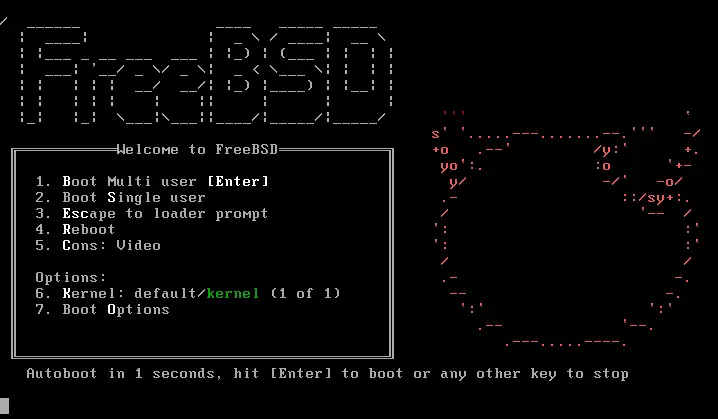 FreeBSD
Welcome to FreeBSD
1. Boot Multi user [Enter]
2. Boot Single user
3. Escape to loader prompt
4. Reboot
5. Cons: Video
Options:
6. Kernel: default/kernel (1 of 1)
7. Boot Options
Autoboot in 1 seconds, hit [Enter] to boot or any other key to stop